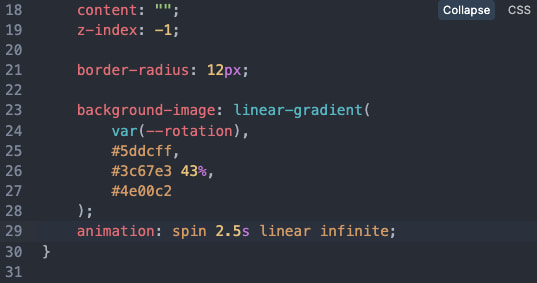 Collapse CSS
18 content: "";
19 z-index: -1;
20
21 border-radius: 12px;
22
23 background-image: linear-gradient(
24 var(--rotation),
25 #5ddcff,
26 #3c67e3 43%,
27 #4e00c2
28 );
29 animation: spin 2.5s linear infinite;
30 }
31